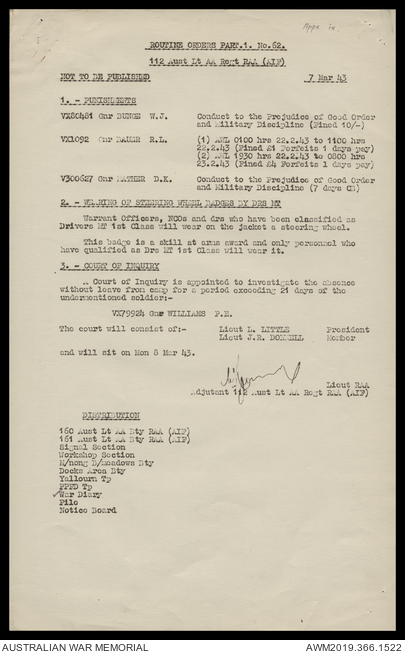 Appx in
ROUTINE ORDERS PART.1. No.62.
112 Aust Lt AA Regt RAA (AIF)
NOT TO BE PUBLISHED 7 Mar 43
1. - PUNISHMENTS
VX80481 Gnr BUNCE W.J. Conduct to the Prejudice of Good Order
and Military Discipline (Fined 10/-)
VX1092 Gnr DAUER R.L. (1) AWL 0100 hrs 22.2.43 to 1100 hrs
22.2.43 (Fined £1 Forfeits 1 days pay)
(2) AWL 1930 hrs 22.2.43 to 0800 hrs
23.2.43 (Fined £4 Forfeits 1 days pay)
V300627 Gnr MATHER D.K. Conduct to the Prejudice of Good Order
and Military Discipline (7 days CB)
2. - WEARING OF STEERING WHEEL BADGES BY DRS MT
Warrant Officers, NCOs and drs who have been classified as
Drivers MT 1st Class will wear on the jacket a steering wheel.
This badge is a skill at arms award and only personnel who
have qualified as Drs MT 1st Class will wear it.
3. - COURT OF INQUIRY
A Court of Inquiry is appointed to investigate the absence
without leave from camp for a period exceeding 21 days of the
undermentioned soldier:-
VX79924 Gnr WILLIAMS P.E.
The court will consist of:- Lieut L. LITTLE President
Lieut J.R. DONNELL Member
and will sit on Mon 8 Mar 43.
Lieut RAA
Adjutant 112 Aust Lt AA Regt RAA (AIF)
DISTRIBUTION
160 Aust Lt AA Bty RAA (AIF)
161 Aust Lt AA Bty RAA (AIF)
Signal Section
Workshop Section
M/nong B/meadows Bty
Docks Area Bty
Yallourn Tp
PPFD Tp
War Diary
File
Notice Board
AUSTRALIAN WAR MEMORIAL AWM2019.366.1522